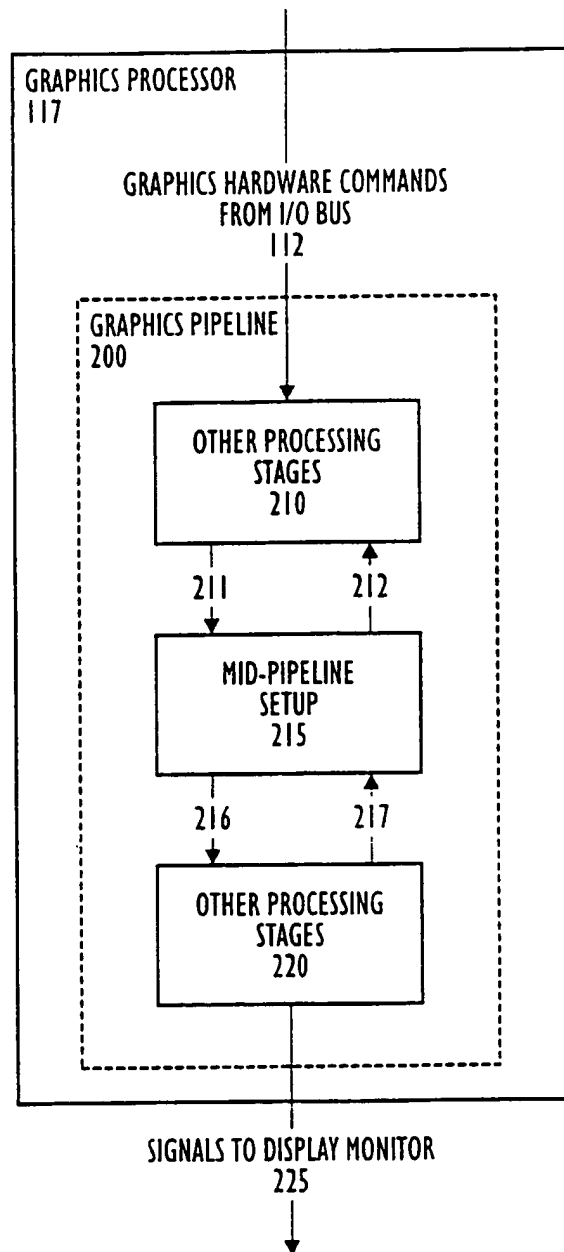 GRAPHICS PROCESSOR
117
GRAPHICS HARDWARE COMMANDS
FROM I/O BUS
112
GRAPHICS PIPELINE
200
OTHER PROCESSING
STAGES
210
211 212
MID-PIPELINE
SETUP
215
216 217
OTHER PROCESSING
STAGES
220
SIGNALS TO DISPLAY MONITOR
225